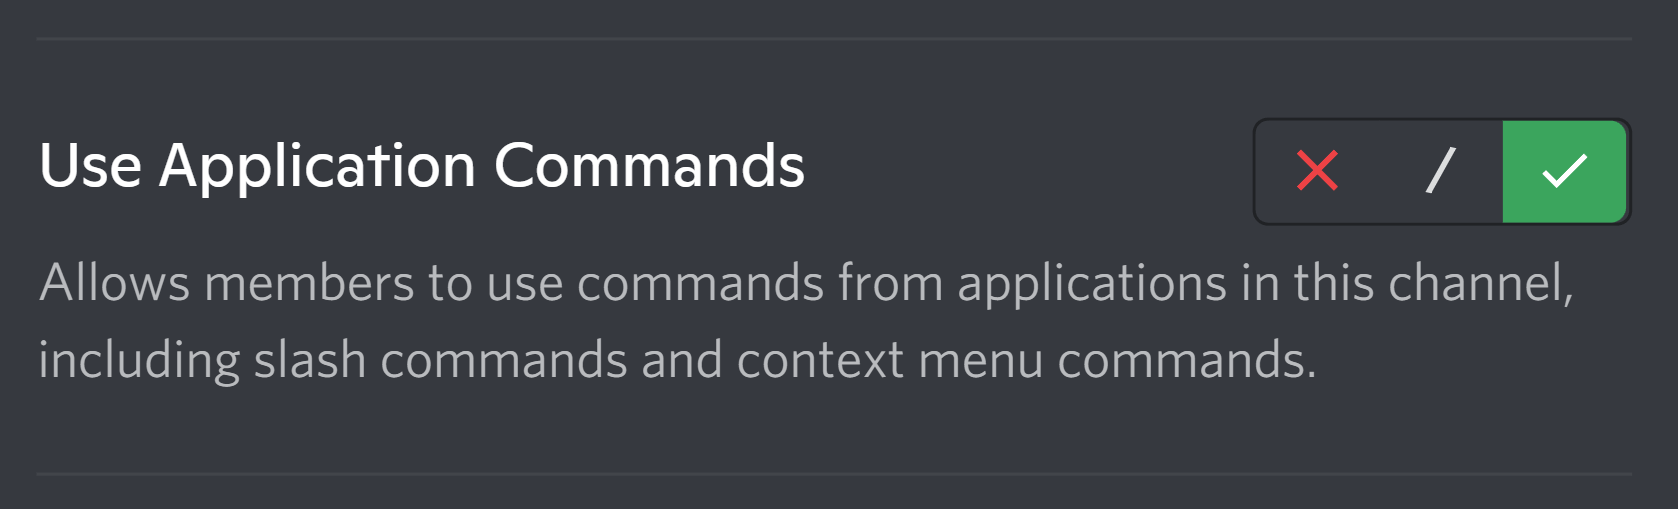 Use Application Commands
Allows members to use commands from applications in this channel,
including slash commands and context menu commands.